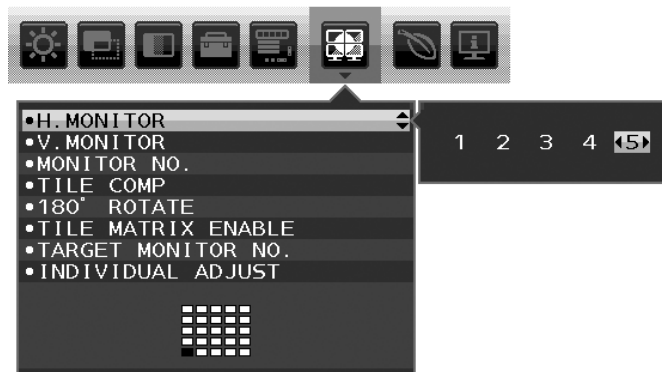 •H.MONITOR
1 2 3 4 5
•V.MONITOR
•MONITOR NO.
•TILE COMP
•180° ROTATE
•TILE MATRIX ENABLE
•TARGET MONITOR NO.
•INDIVIDUAL ADJUST